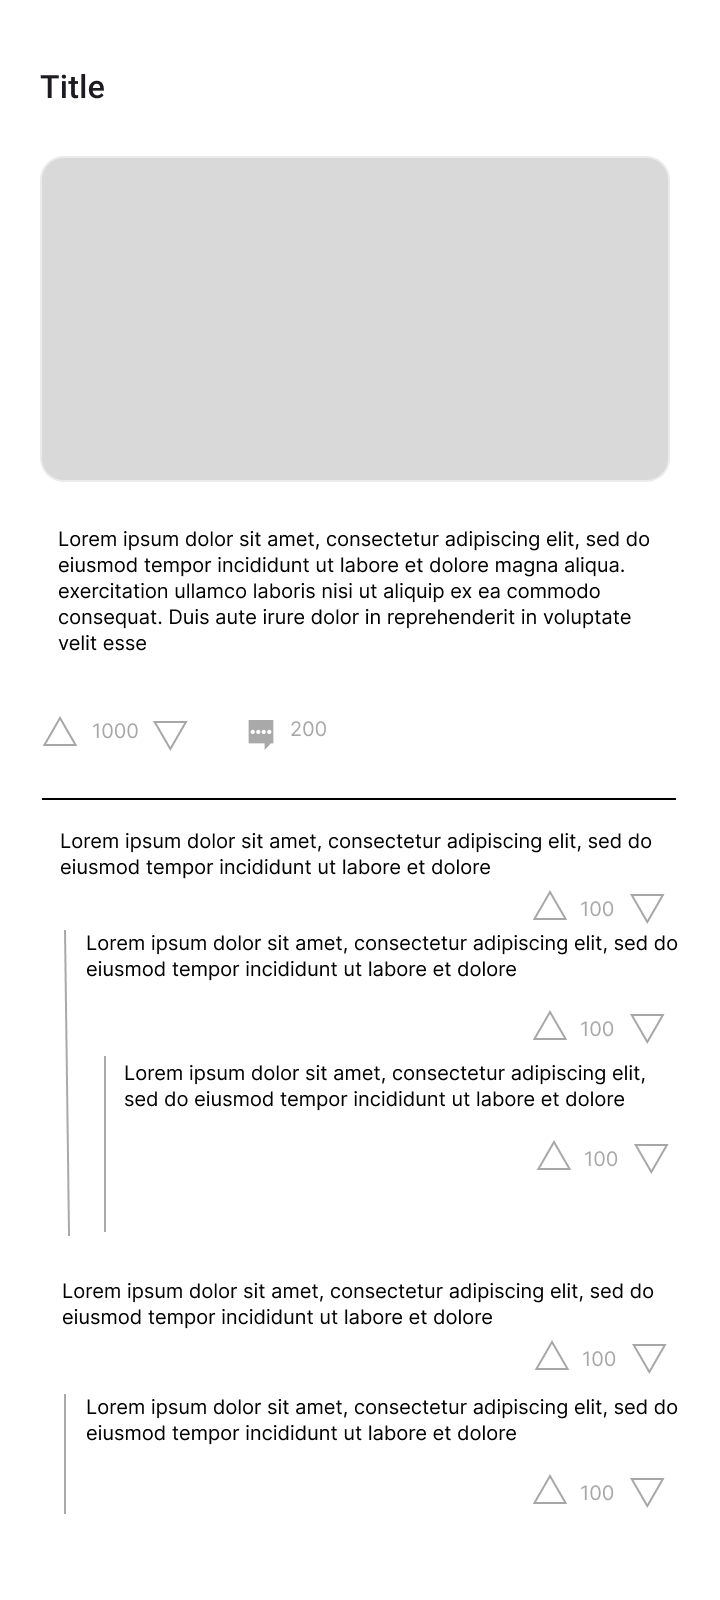 Title
Lorem ipsum dolor sit amet, consectetur adipiscing elit, sed do
eiusmod tempor incididunt ut labore et dolore magna aliqua.
exercitation ullamco laboris nisi ut aliquip ex ea commodo
consequat. Duis aute irure dolor in reprehenderit in voluptate
velit esse
1000 200
Lorem ipsum dolor sit amet, consectetur adipiscing elit, sed do
eiusmod tempor incididunt ut labore et dolore
100
Lorem ipsum dolor sit amet, consectetur adipiscing elit, sed do
eiusmod tempor incididunt ut labore et dolore
100
Lorem ipsum dolor sit amet, consectetur adipiscing elit,
sed do eiusmod tempor incididunt ut labore et dolore
100
Lorem ipsum dolor sit amet, consectetur adipiscing elit, sed do
eiusmod tempor incididunt ut labore et dolore
100
Lorem ipsum dolor sit amet, consectetur adipiscing elit, sed do
eiusmod tempor incididunt ut labore et dolore
100